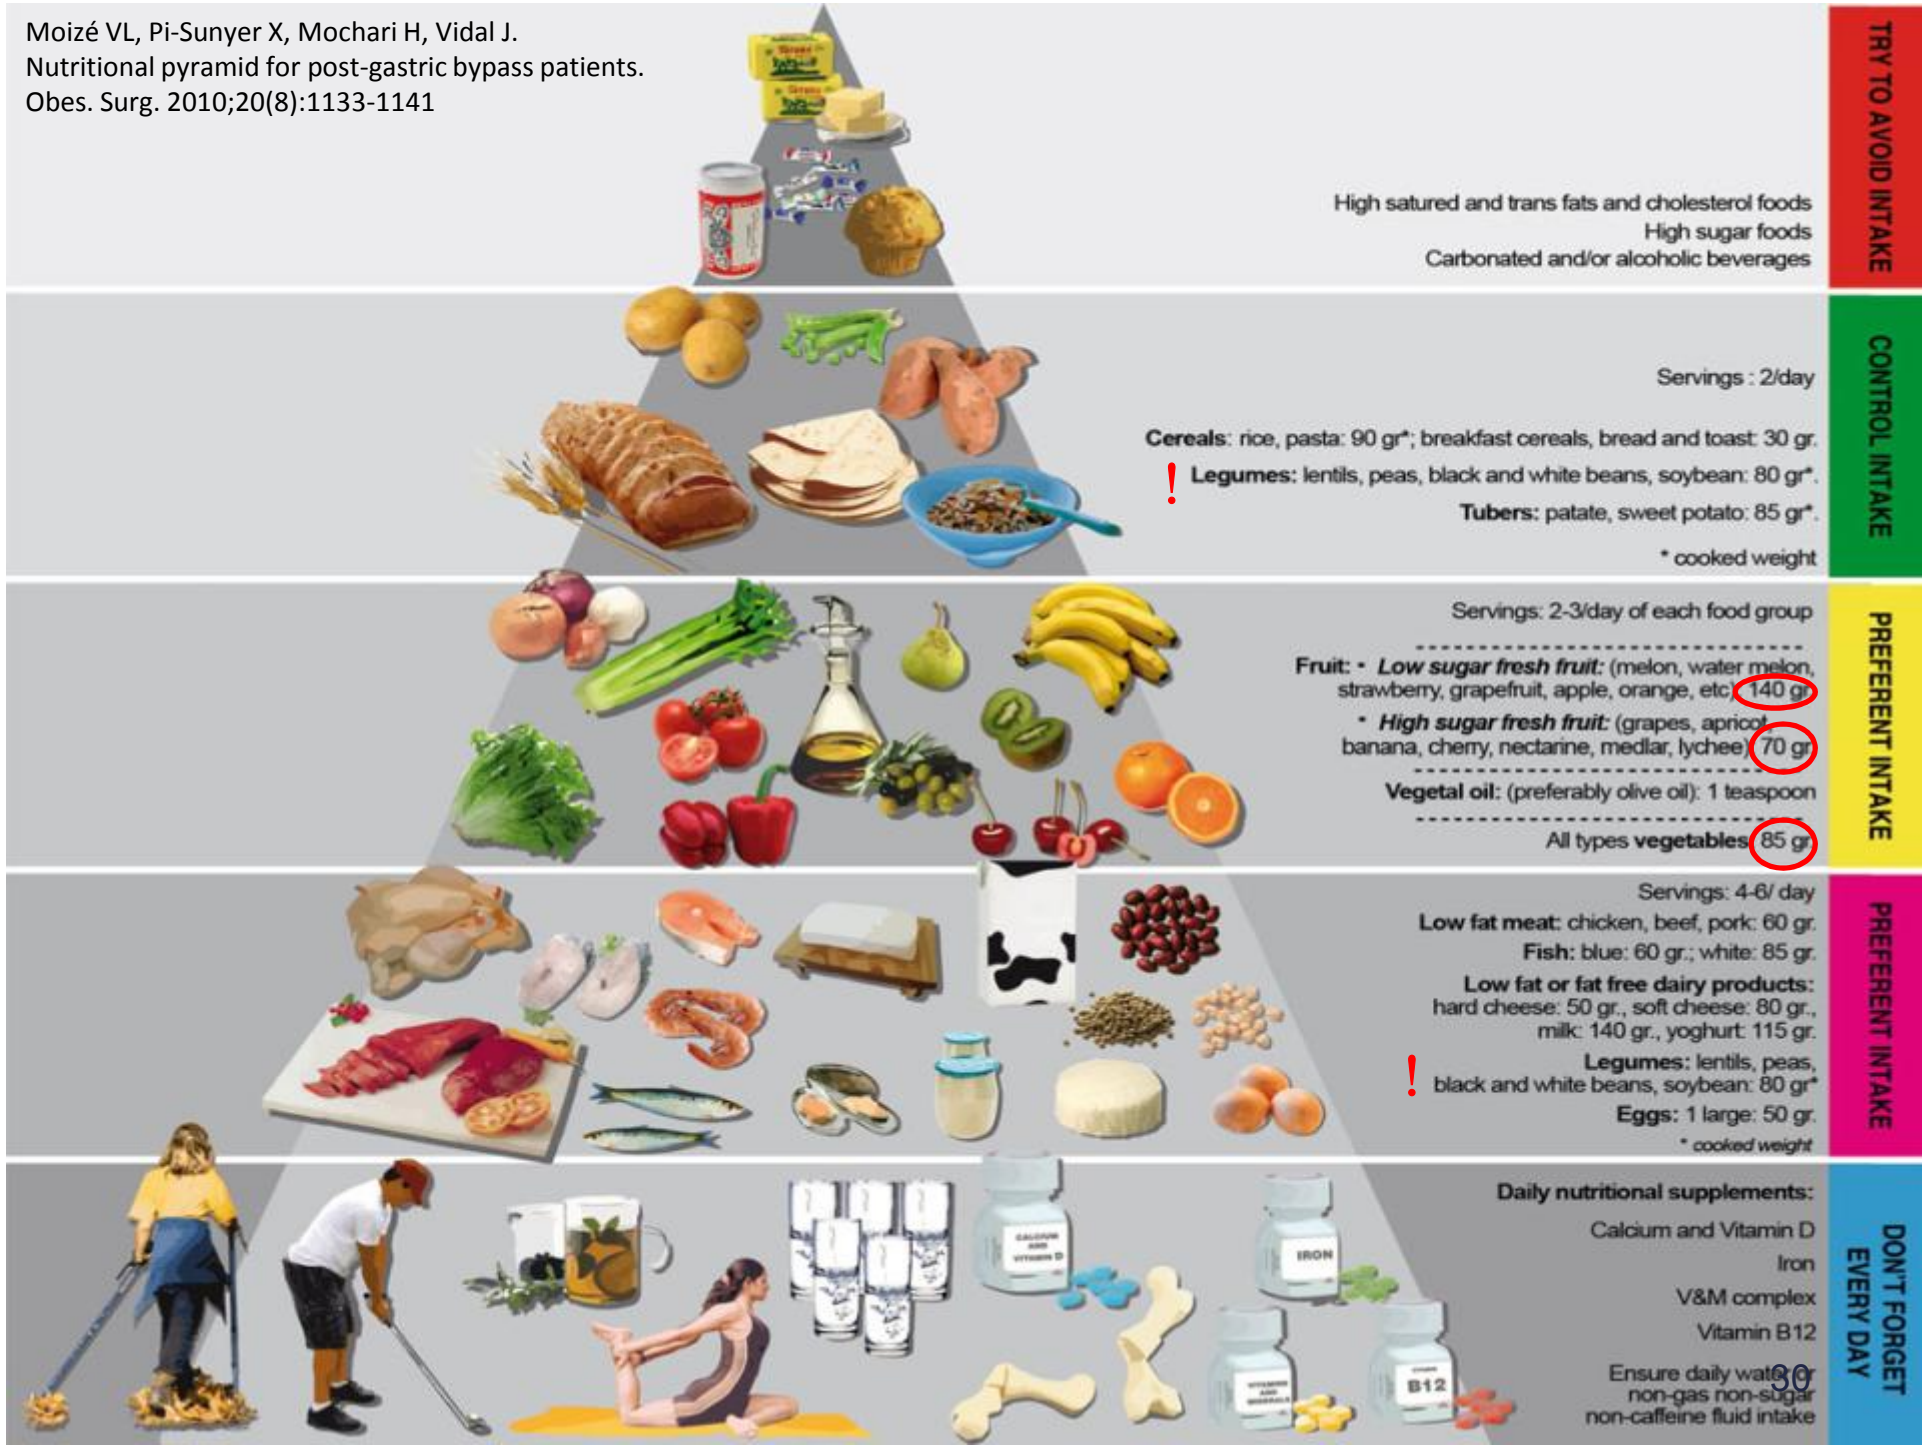 Moizé VL, Pi-Sunyer X, Mochari H, Vidal J.
Nutritional pyramid for post-gastric bypass patients.
Obes. Surg. 2010;20(8):1133-1141
TRY TO AVOID INTAKE
High satured and trans fats and cholesterol foods
High sugar foods
Carbonated and/or alcoholic beverages
CONTROL INTAKE
Servings : 2/day
Cereals: rice, pasta: 90 gr*; breakfast cereals, bread and toast: 30 gr.
! Legumes: lentils, peas, black and white beans, soybean: 80 gr*.
Tubers: patate, sweet potato: 85 gr*.
* cooked weight
PREFERENT INTAKE
Servings: 2-3/day of each food group
Fruit: • Low sugar fresh fruit: (melon, water melon,
strawberry, grapefruit, apple, orange, etc) 140 gr
• High sugar fresh fruit: (grapes, apricot,
banana, cherry, nectarine, medlar, lychee) 70 gr
Vegetal oil: (preferably olive oil): 1 teaspoon
All types vegetables 85 gr.
PREFERENT INTAKE
Servings: 4-6/ day
Low fat meat: chicken, beef, pork: 60 gr.
Fish: blue: 60 gr.; white: 85 gr.
Low fat or fat free dairy products:
hard cheese: 50 gr., soft cheese: 80 gr.,
milk: 140 gr., yoghurt: 115 gr.
! Legumes: lentils, peas,
black and white beans, soybean: 80 gr*
Eggs: 1 large: 50 gr.
* cooked weight
DON'T FORGET
EVERY DAY
Daily nutritional supplements:
Calcium and Vitamin D
Iron
V&M complex
Vitamin B12
Ensure daily water or
non-gas non-sugar
non-caffeine fluid intake
30
CALCIUM
AND
VITAMIN D
IRON
VITAMINS
AND
MINERALS
B12